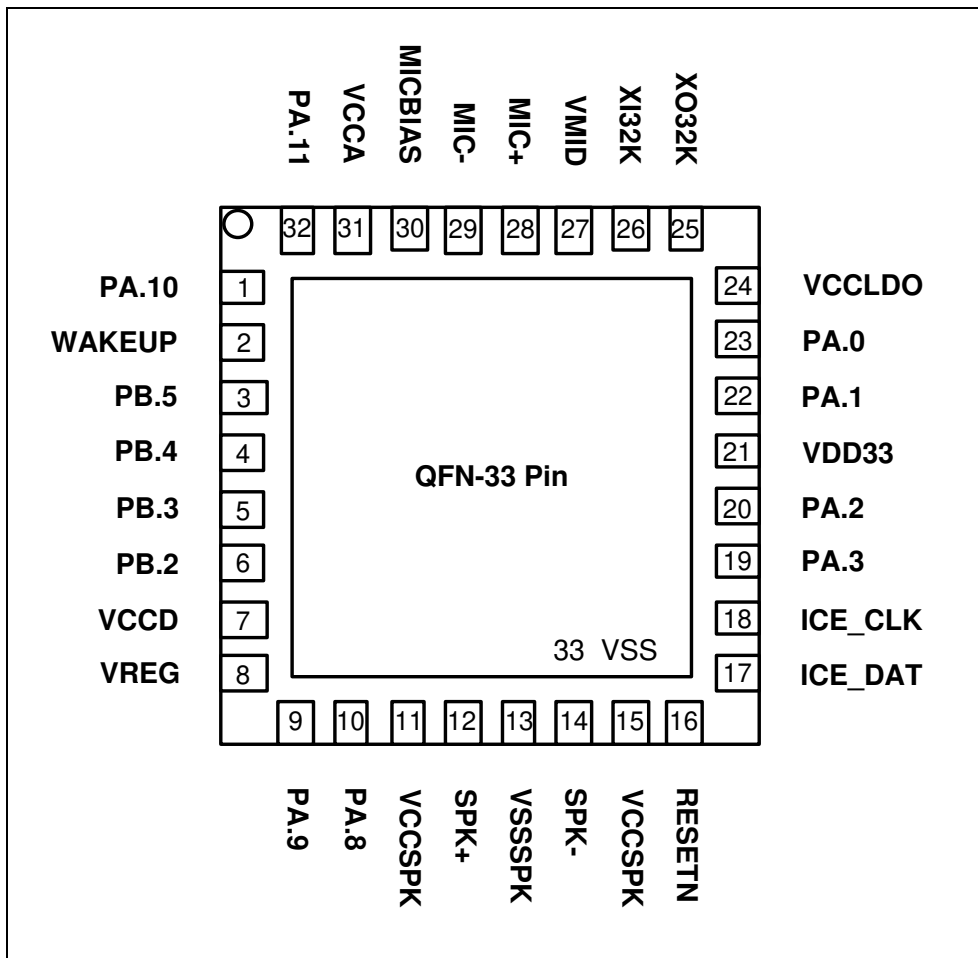 PA.11
VCCA
MICBIAS
MIC-
MIC+
VMID
XI32K
XO32K
32 31 30 29 28 27 26 25
PA.10 1
WAKEUP 2
PB.5 3
PB.4 4
PB.3 5
PB.2 6
VCCD 7
VREG 8
QFN-33 Pin
33 VSS
24 VCCLDO
23 PA.0
22 PA.1
21 VDD33
20 PA.2
19 PA.3
18 ICE_CLK
17 ICE_DAT
9 10 11 12 13 14 15 16
PA.9
PA.8
VCCSPK
SPK+
VSSSPK
SPK-
VCCSPK
RESETN